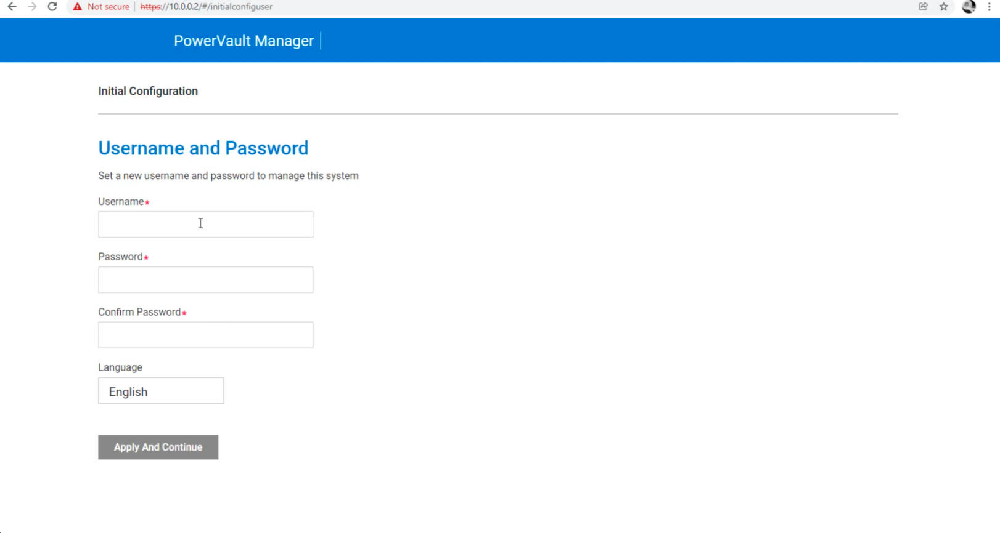 Not secure | https://10.0.0.2/#/initialconfiguser
PowerVault Manager
Initial Configuration
Username and Password
Set a new username and password to manage this system
Username*
Password*
Confirm Password*
Language
English
Apply And Continue